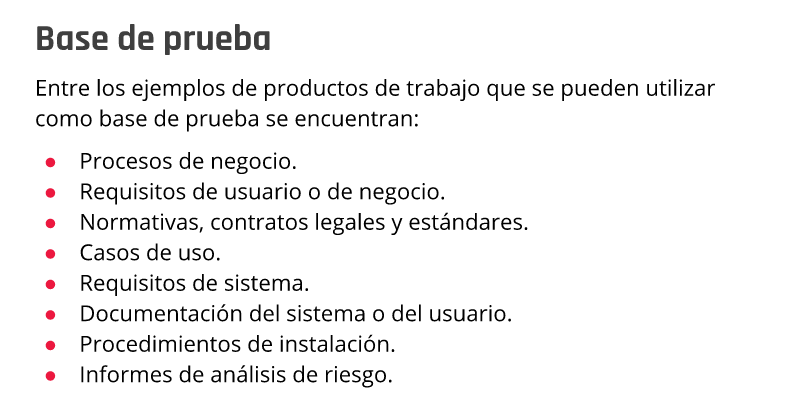 Base de prueba
Entre los ejemplos de productos de trabajo que se pueden utilizar
como base de prueba se encuentran:
● Procesos de negocio.
● Requisitos de usuario o de negocio.
● Normativas, contratos legales y estándares.
● Casos de uso.
● Requisitos de sistema.
● Documentación del sistema o del usuario.
● Procedimientos de instalación.
● Informes de análisis de riesgo.